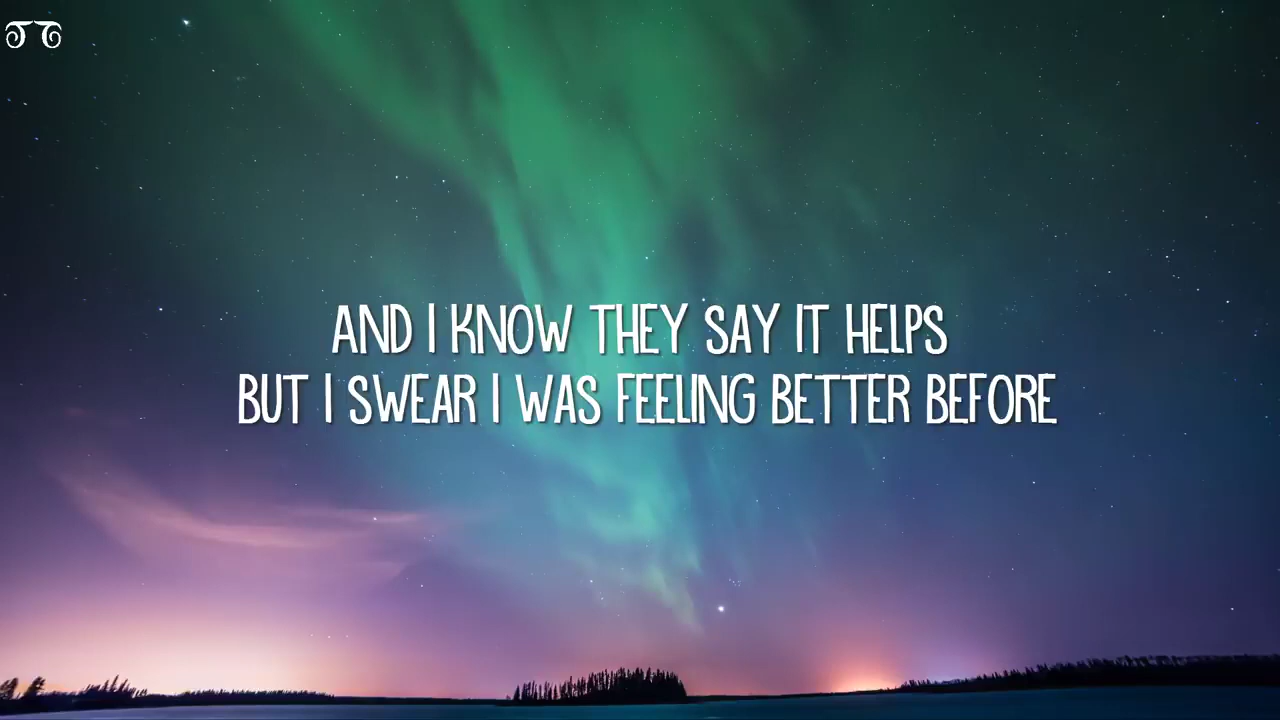 AND I KNOW THEY SAY IT HELPS
BUT I SWEAR I WAS FEELING BETTER BEFORE